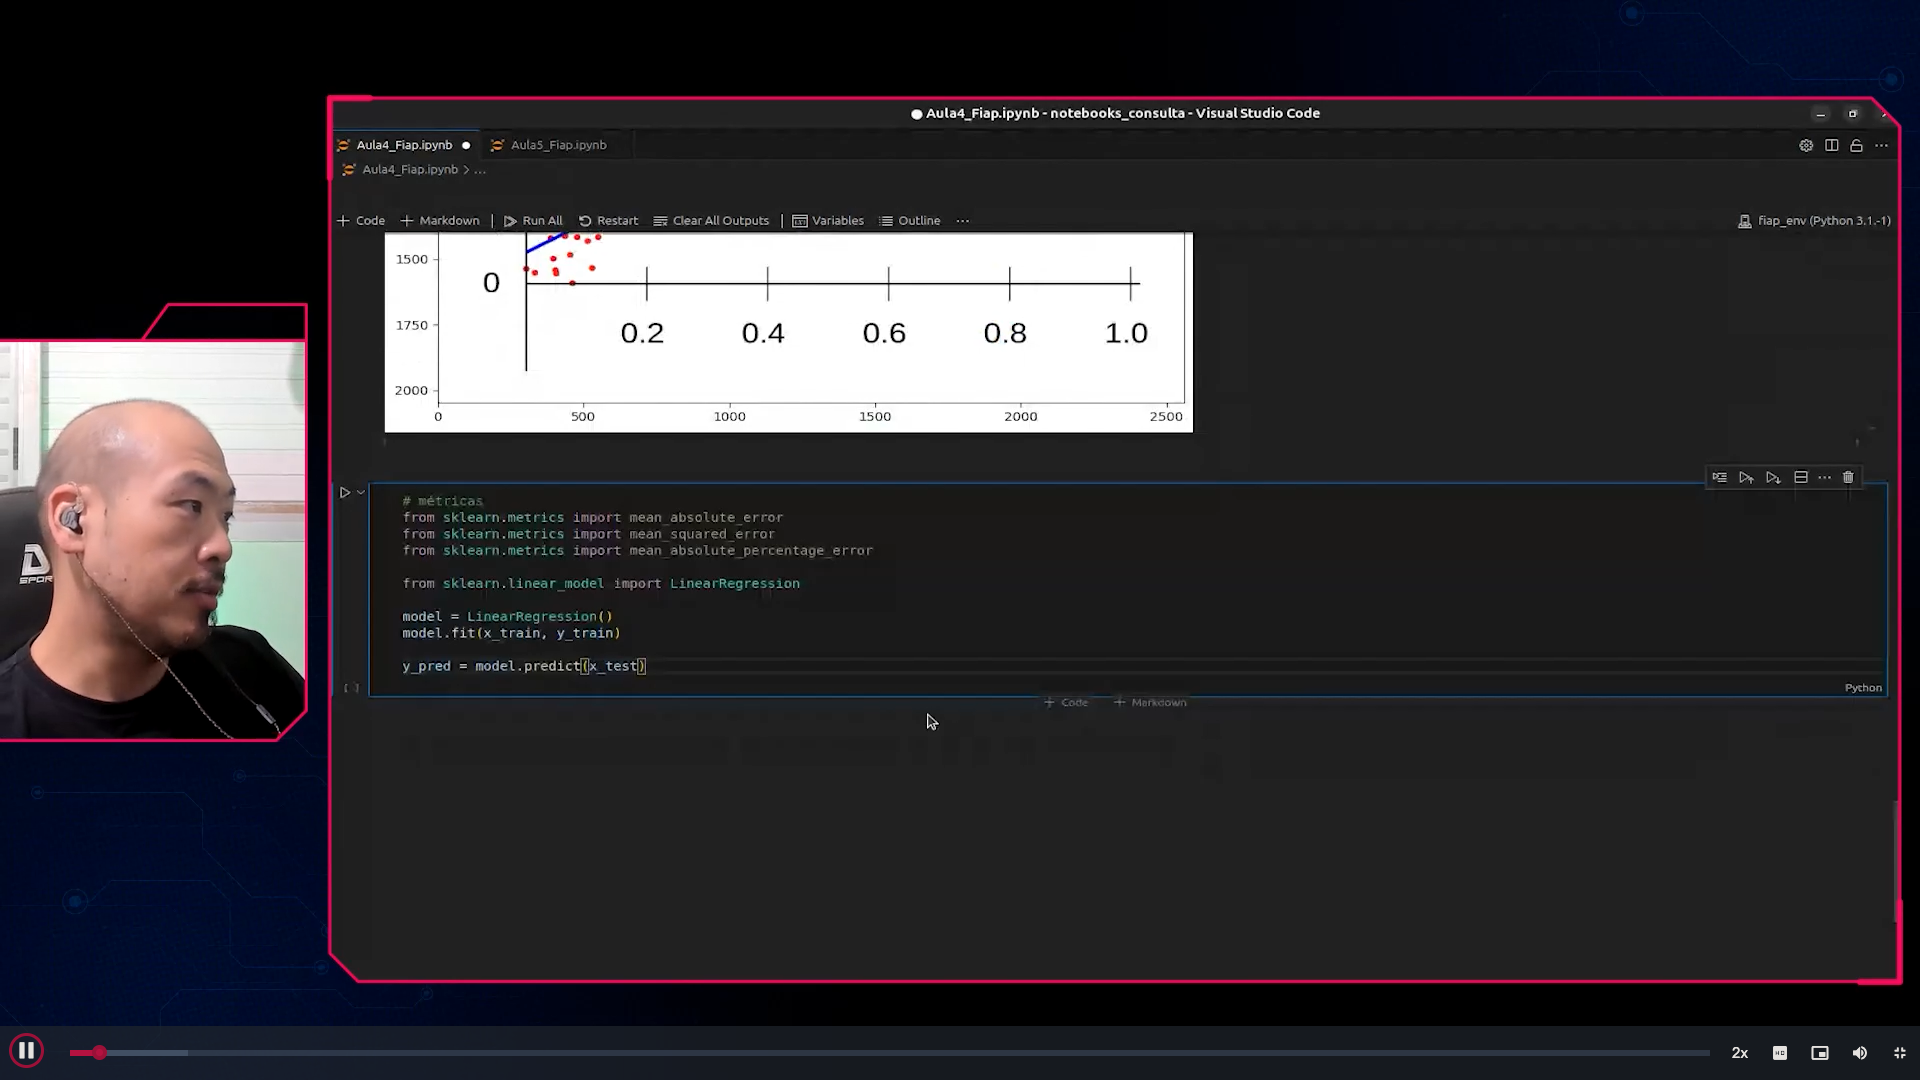 Aula4_Fiap.ipynb - notebooks_consulta - Visual Studio Code
Aula4_Fiap.ipynb
Aula5_Fiap.ipynb
Aula4_Fiap.ipynb > ...
+ Code
+ Markdown
Run All
Restart
Clear All Outputs
Variables
Outline
...
fiap_env (Python 3.1.-1)
1500
1750
2000
0
0.2 0.4 0.6 0.8 1.0
0 500 1000 1500 2000 2500
# métricas
from sklearn.metrics import mean_absolute_error
from sklearn.metrics import mean_squared_error
from sklearn.metrics import mean_absolute_percentage_error
from sklearn.linear_model import LinearRegression
model = LinearRegression()
model.fit(x_train, y_train)
y_pred = model.predict(x_test)
[ ]
Python
+ Code + Markdown
SPOR
2x
HD